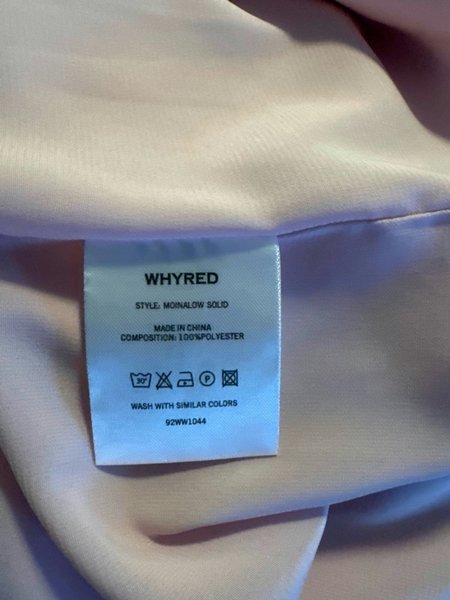 WHYRED
STYLE: MOINALOW SOLID
MADE IN CHINA
COMPOSITION: 100%POLYESTER
30°
P
WASH WITH SIMILAR COLORS
92WW1044